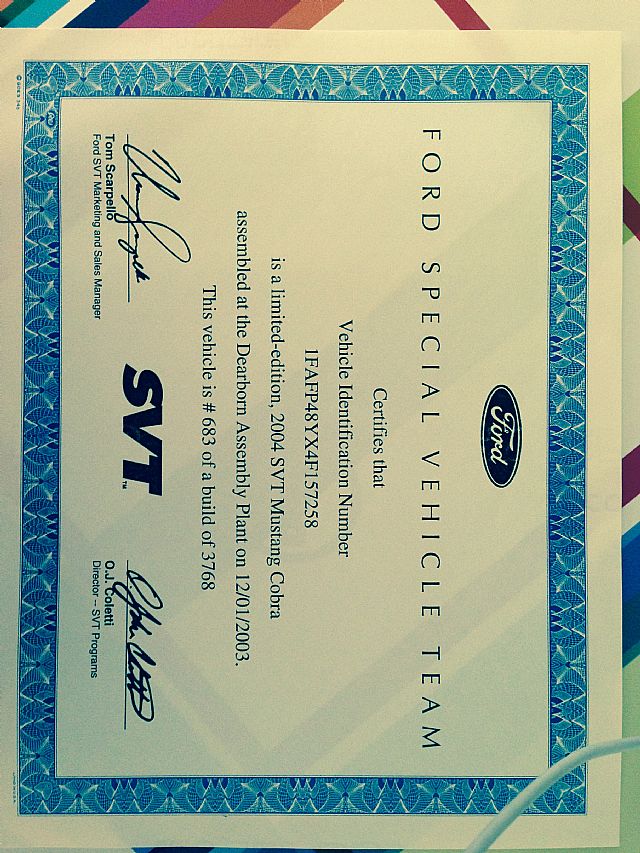 Ford
FORD SPECIAL VEHICLE TEAM
Certifies that
Vehicle Identification Number
1FAFP48YX4F157258
is a limited-edition, 2004 SVT Mustang Cobra
assembled at the Dearborn Assembly Plant on 12/01/2003.
This vehicle is # 683 of a build of 3768
SVT™
Tom Scarpello
Ford SVT Marketing and Sales Manager
O.J. Coletti
Director -- SVT Programs